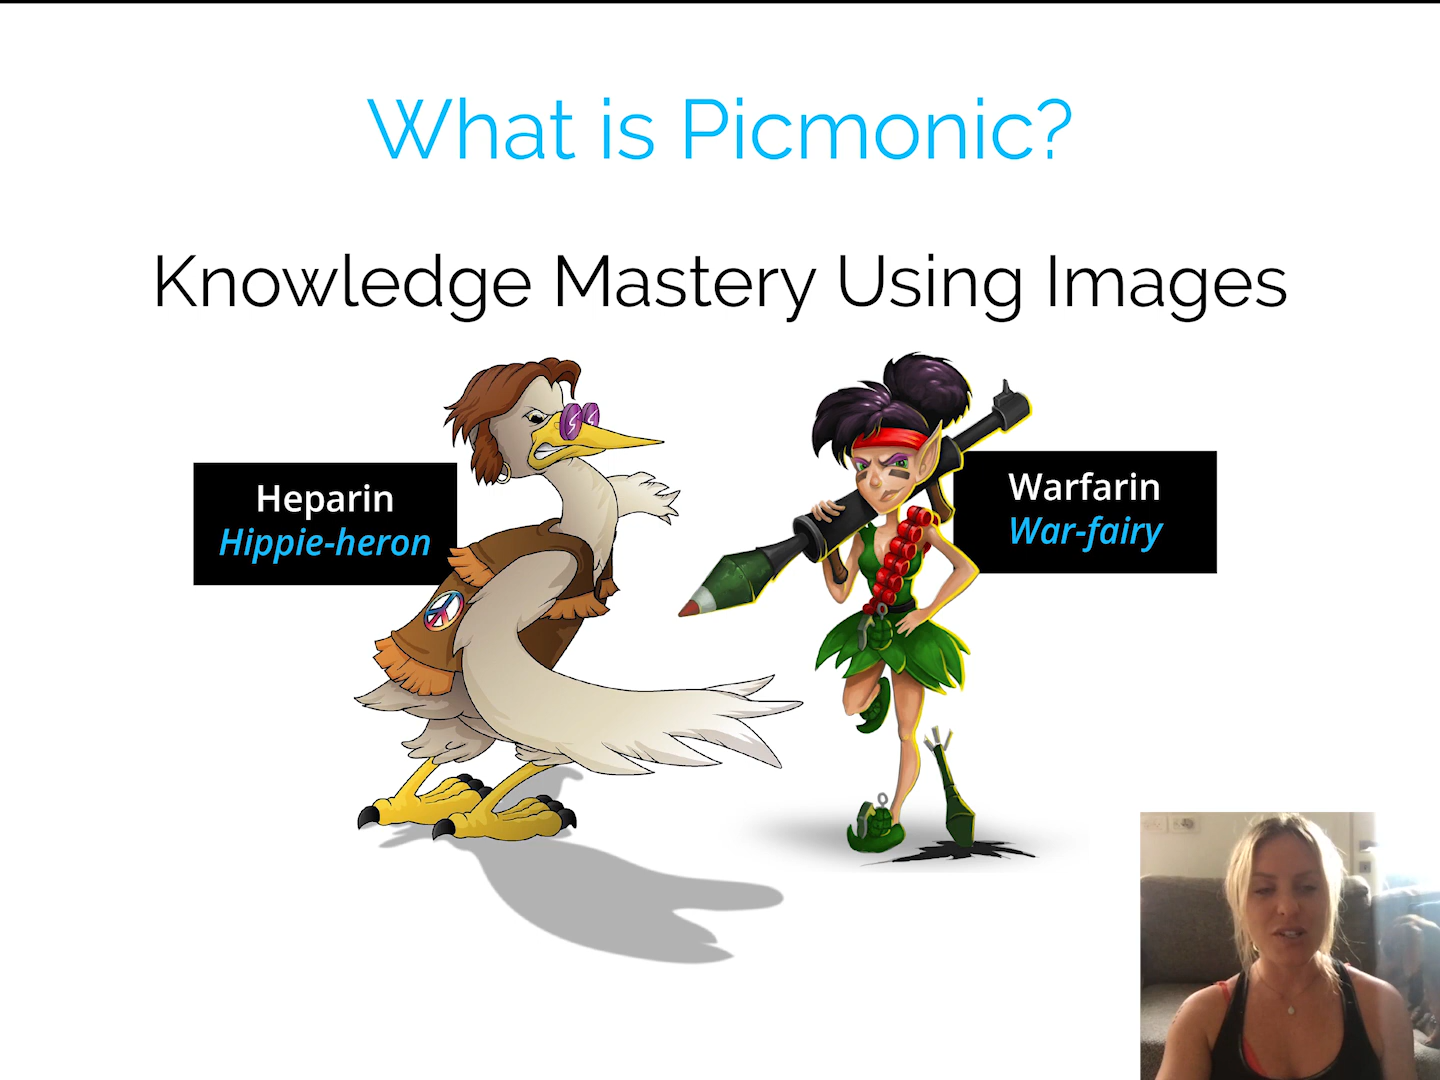 What is Picmonic?
Knowledge Mastery Using Images
Heparin
Hippie-heron
Warfarin
War-fairy